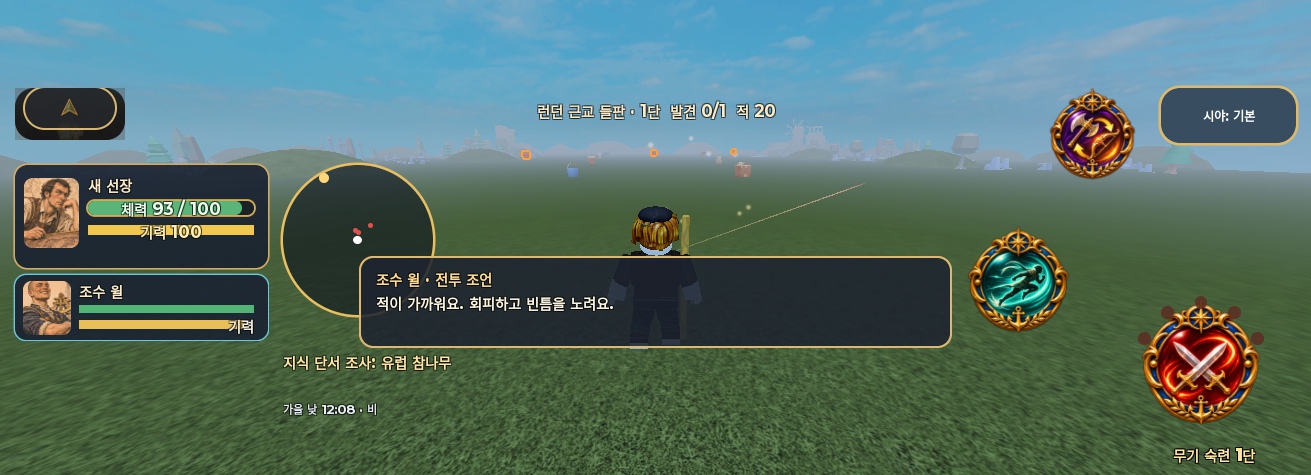 런던 근교 들판 · 1단 발견 0/1 적 20
시야: 기본
새 선장
체력 93 / 100
기력 100
조수 윌
기력
조수 윌 · 전투 조언
적이 가까워요. 회피하고 빈틈을 노려요.
지식 단서 조사: 유럽 참나무
가을 낮 12:08 · 비
무기 숙련 1단